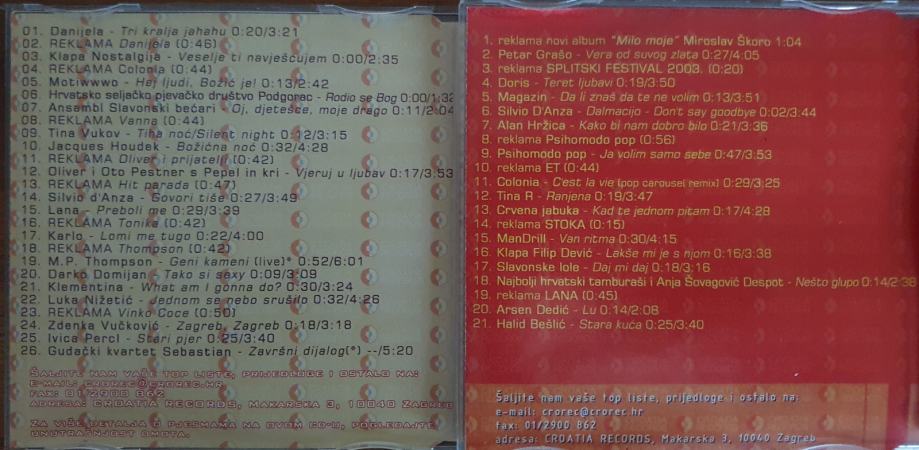 01. Danijela - Tri kralja jahahu 0:20/3:21
02. REKLAMA Danijela (0:46)
03. Klapa Nostalgija - Veselje ti navješćujem 0:00/2:35
04. REKLAMA Colonia (0:44)
05. Motiwwwo - Hej ljudi, Božić je! 0:13/2:42
06. Hrvatsko seljačko pjevačko društvo Podgorec - Rodio se Bog 0:00/1:32
07. Ansambl Slavonski bećari - Oj, djetešce, moje drago 0:11/2:04
08. REKLAMA Vanna (0:44)
09. Tina Vukov - Tiha noć/Silent night 0:12/3:15
10. Jacques Houdek - Božićna noć 0:32/4:28
11. REKLAMA Oliver i prijatelji (0:42)
12. Oliver i Oto Pestner s Pepel in kri - Vjeruj u ljubav 0:17/3:53
13. REKLAMA Hit parada (0:47)
14. Silvio d'Anza - Govori tiše 0:27/3:49
15. Lana - Preboli me 0:29/3:39
16. REKLAMA Tonika (0:42)
17. Karlo - Lomi me tugo 0:22/4:00
18. REKLAMA Thompson (0:42)
19. M.P. Thompson - Geni kameni (live)* 0:52/6:01
20. Darko Domijan - Tako si sexy 0:09/3:09
21. Klementina - What am I gonna do? 0:30/3:24
22. Luka Nižetić - Jednom se nebo srušilo 0:32/4:26
23. REKLAMA Vinko Coce (0:50)
24. Zdenka Vučković - Zagreb, Zagreb 0:18/3:18
25. Ivica Percl - Stari pjer 0:25/3:40
26. Gudački kvartet Sebastian - Završni dijalog(*) --/5:20
ŠALJITE NAM VAŠE TOP LISTE, PRIJEDLOGE I OSTALO NA:
E-MAIL: CROREC@CROREC.HR
FAX: 01/2900 862
ADRESA: CROATIA RECORDS, MAKARSKA 3, 10040 ZAGREB
ZA VIŠE DETALJA O PJESMAMA NA OVOM CD-U, POGLEDAJTE
UNUTRAŠNJOST OMOTA.
1. reklama novi album "Milo moje" Miroslav Škoro 1:04
2. Petar Grašo - Vera od suvog zlata 0:27/4:05
3. reklama SPLITSKI FESTIVAL 2003. (0:20)
4. Doris - Teret ljubavi 0:19/3:50
5. Magazin - Da li znaš da te ne volim 0:13/3:51
6. Silvio D'Anza - Dalmacijo - Don't say goodbye 0:02/3:44
7. Alan Hržica - Kako bi nam dobro bilo 0:21/3:36
8. reklama Psihomodo pop (0:56)
9. Psihomodo pop - Ja volim samo sebe 0:47/3:53
10. reklama ET (0:44)
11. Colonia - C'est la vie (pop carousel remix) 0:29/3:25
12. Tina R - Ranjena 0:19/3:47
13. Crvena jabuka - Kad te jednom pitam 0:17/4:28
14. reklama STOKA (0:15)
15. ManDrill - Van ritma 0:30/4:15
16. Klapa Filip Dević - Lakše mi je s njom 0:16/3:38
17. Slavonske lole - Daj mi daj 0:18/3:16
18. Najbolji hrvatski tamburaši i Anja Šovagović Despot - Nešto glupo 0:14/2:38
19. reklama LANA (0:45)
20. Arsen Dedić - Lu 0:14/2:08
21. Halid Bešlić - Stara kuća 0:25/3:40
Šaljite nam vaše top liste, prijedloge i ostalo na:
e-mail: crorec@crorec.hr
fax: 01/2900 862
adresa: CROATIA RECORDS, Makarska 3, 10040 Zagreb